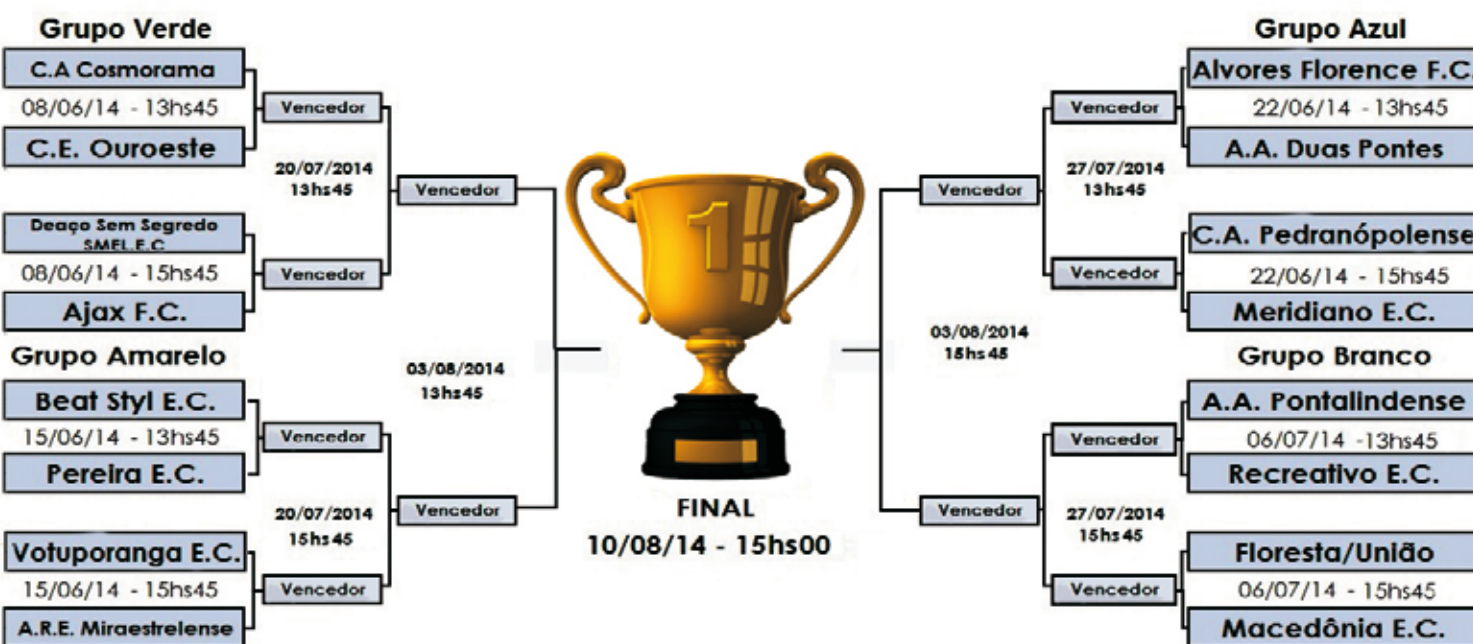 Grupo Verde
C.A Cosmorama
08/06/14 - 13hs45
C.E. Ouroeste
Vencedor
20/07/2014
13hs45
Deaço Sem Segredo
SMEL.E.C
08/06/14 - 15hs45
Ajax F.C.
Vencedor
Vencedor
Grupo Amarelo
Beat Styl E.C.
15/06/14 - 13hs45
Pereira E.C.
Vencedor
20/07/2014
15hs45
Votuporanga E.C.
15/06/14 - 15hs45
A.R.E. Miraestrelense
Vencedor
Vencedor
03/08/2014
13hs45
1
FINAL
10/08/14 - 15hs00
Grupo Azul
Alvores Florence F.C.
22/06/14 - 13hs45
A.A. Duas Pontes
Vencedor
27/07/2014
13hs45
C.A. Pedranópolense
22/06/14 - 15hs45
Meridiano E.C.
Vencedor
Vencedor
03/08/2014
15hs45
Grupo Branco
A.A. Pontalindense
06/07/14 -13hs45
Recreativo E.C.
Vencedor
27/07/2014
15hs45
Floresta/União
06/07/14 - 15hs45
Macedônia E.C.
Vencedor
Vencedor